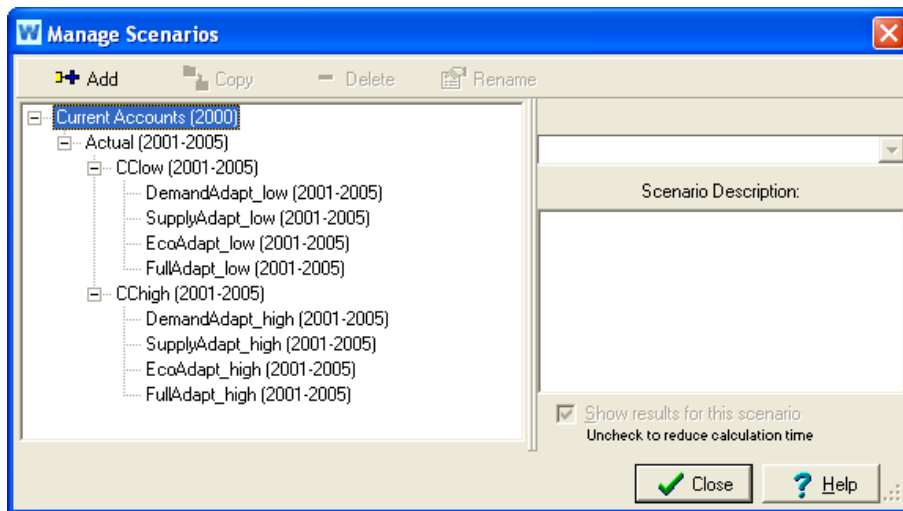 W Manage Scenarios
Add Copy Delete Rename
Current Accounts (2000)
Actual (2001-2005)
CClow (2001-2005)
DemandAdapt_low (2001-2005)
SupplyAdapt_low (2001-2005)
EcoAdapt_low (2001-2005)
FullAdapt_low (2001-2005)
CChigh (2001-2005)
DemandAdapt_high (2001-2005)
SupplyAdapt_high (2001-2005)
EcoAdapt_high (2001-2005)
FullAdapt_high (2001-2005)
Scenario Description:
Show results for this scenario
Uncheck to reduce calculation time
Close ? Help